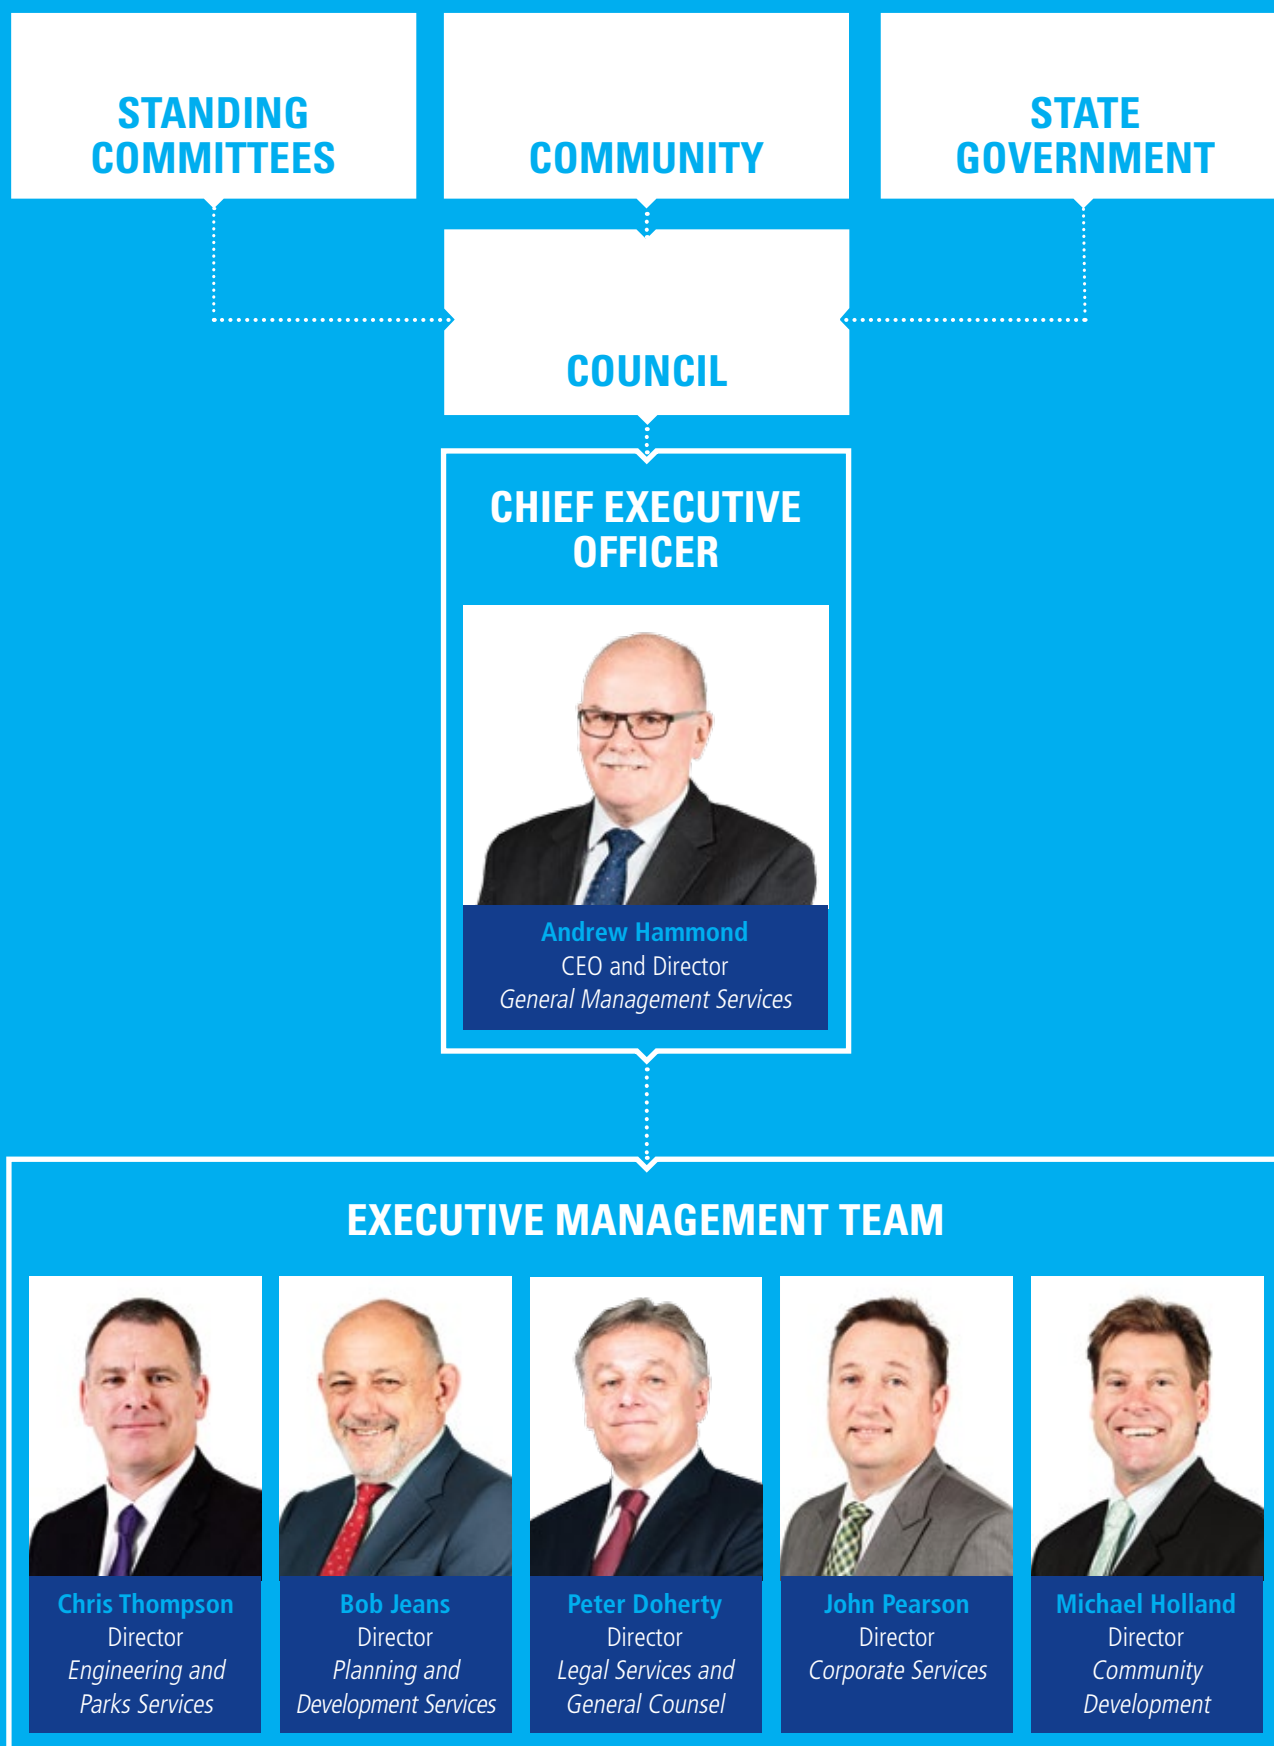 STANDING
COMMITTEES
COMMUNITY
STATE
GOVERNMENT
COUNCIL
CHIEF EXECUTIVE
OFFICER
Andrew Hammond
CEO and Director
General Management Services
EXECUTIVE MANAGEMENT TEAM
Chris Thompson
Director
Engineering and
Parks Services
Bob Jeans
Director
Planning and
Development Services
Peter Doherty
Director
Legal Services and
General Counsel
John Pearson
Director
Corporate Services
Michael Holland
Director
Community
Development